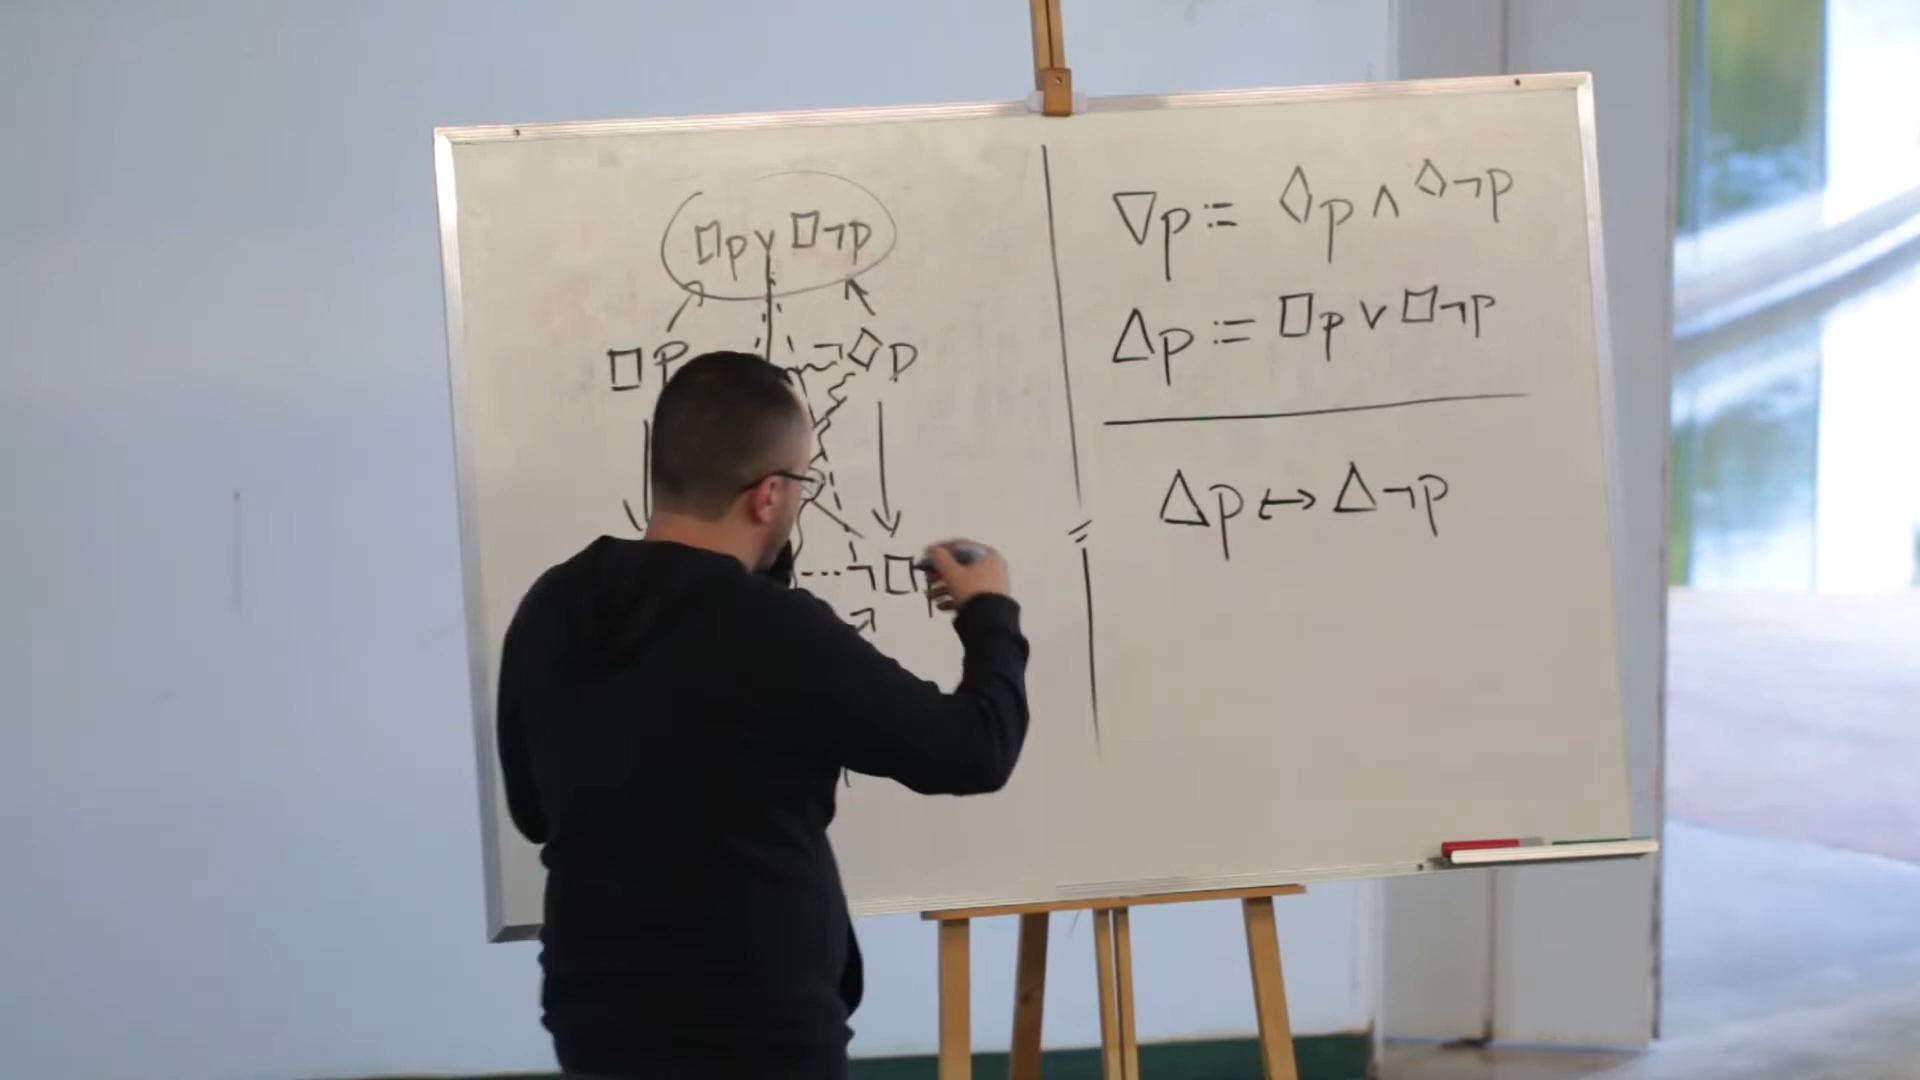 □p ∨ □¬p
□p ¬◇p
¬□
∇p := ◇p ∧ ◇¬p
Δp := □p ∨ □¬p
Δp ↔ Δ¬p